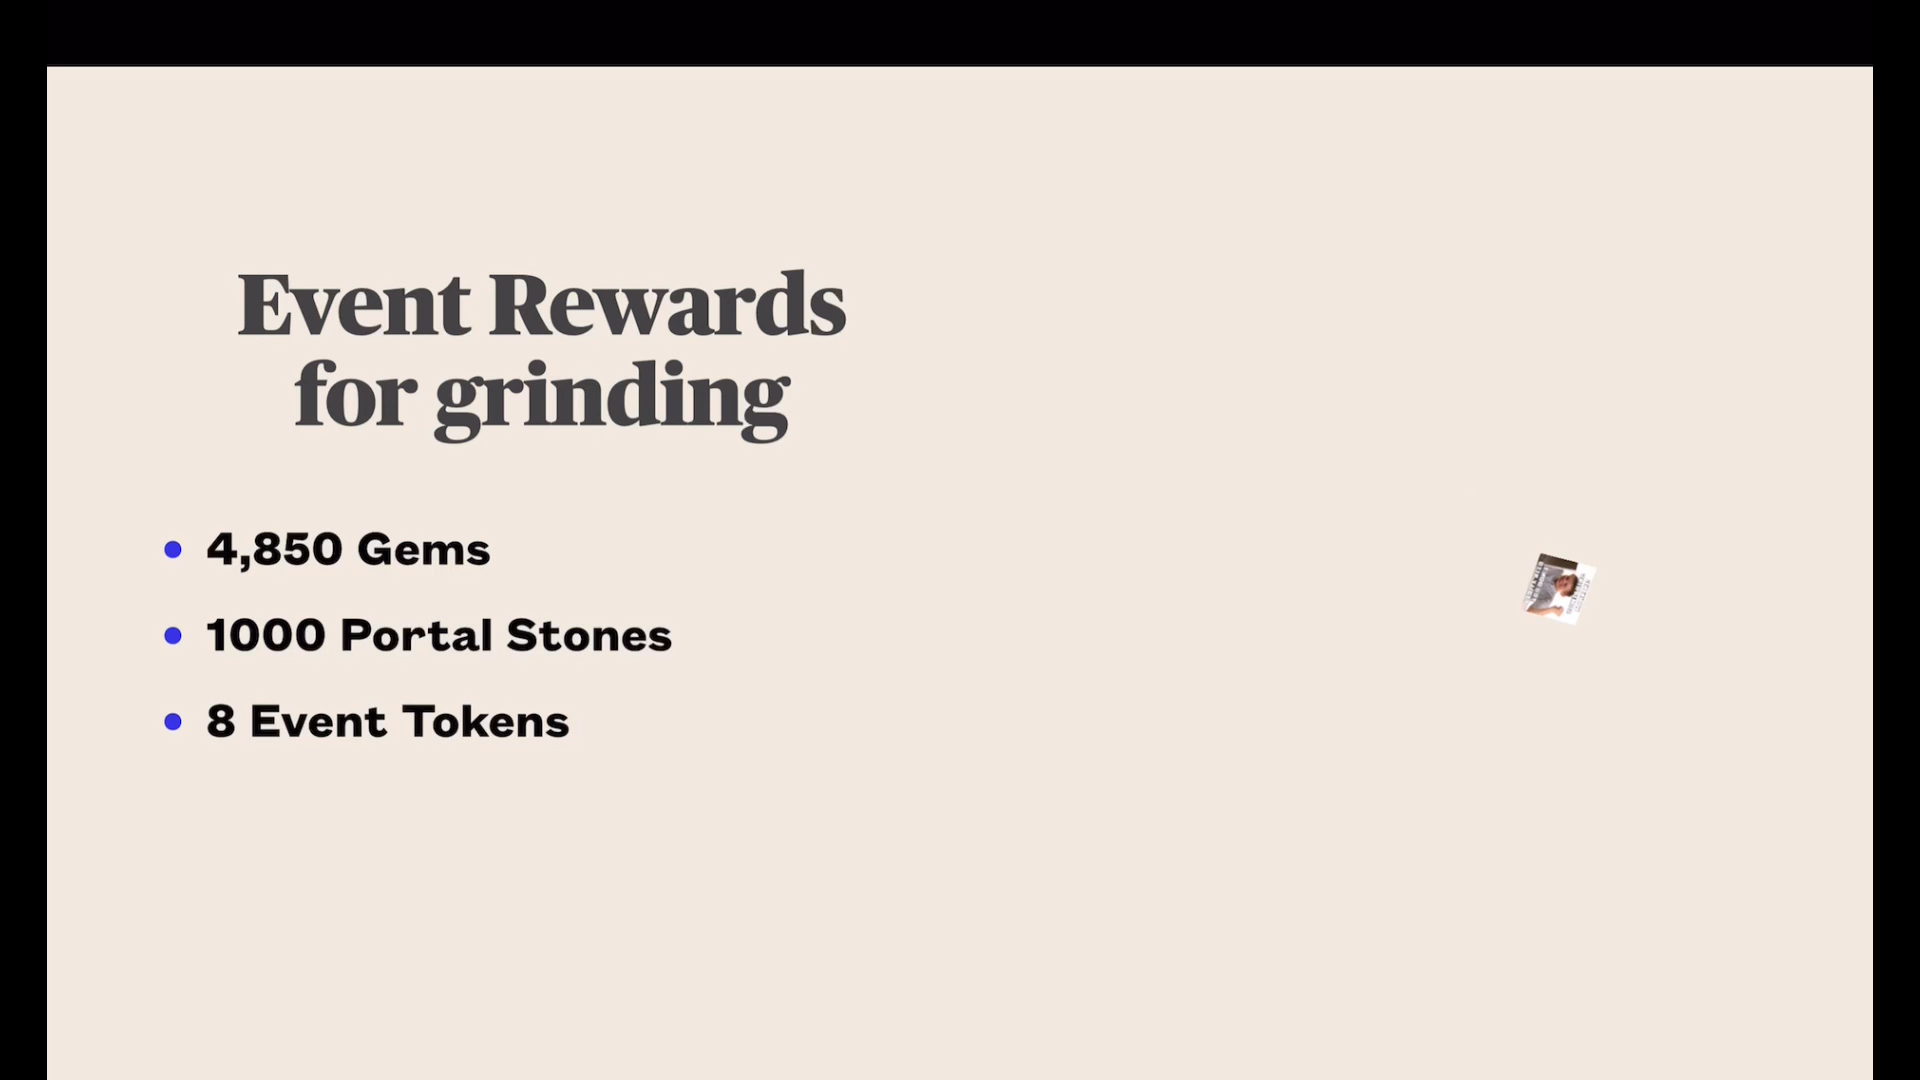 Event Rewards
for grinding
4,850 Gems
1000 Portal Stones
8 Event Tokens